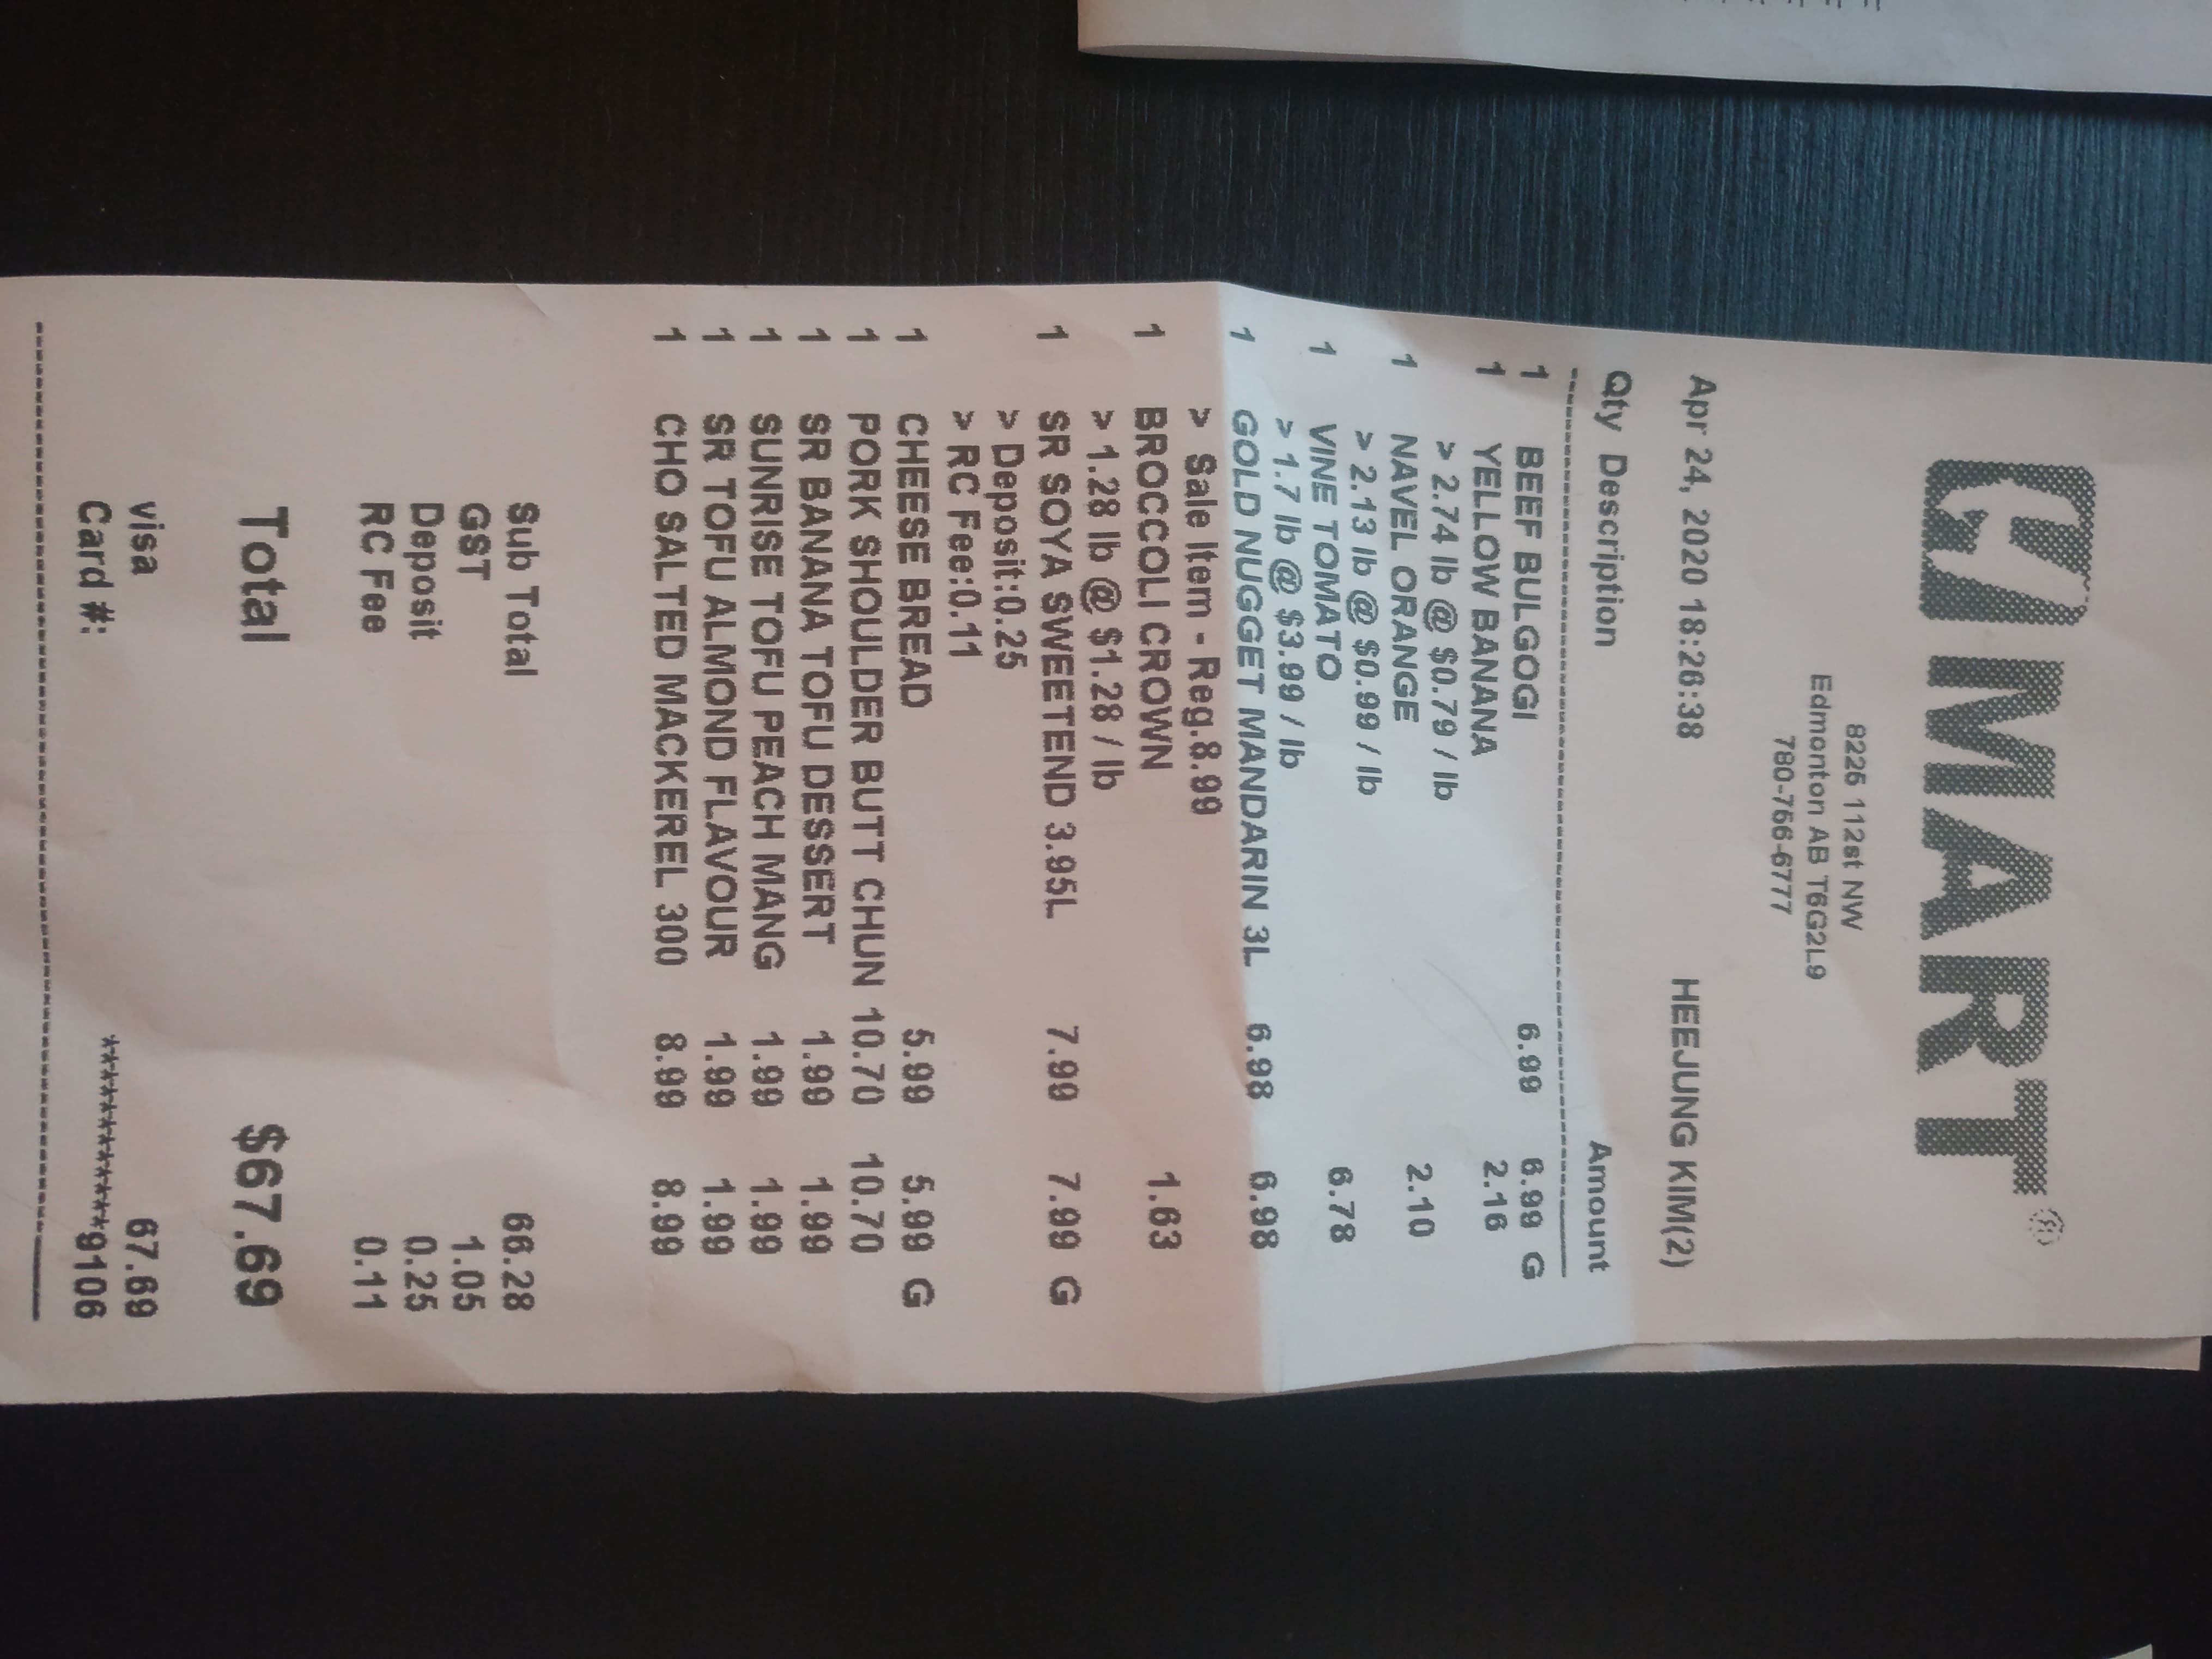 HMART®
8225 112st NW
Edmonton AB T6G2L9
780-756-6777
Apr 24, 2020 18:26:38 HEEJUNG KIM(2)
Qty Description Amount
1 BEEF BULGOGI 6.99 6.99 G
1 YELLOW BANANA 2.16
> 2.74 lb @ $0.79 / lb
1 NAVEL ORANGE 2.10
> 2.13 lb @ $0.99 / lb
1 VINE TOMATO 6.78
> 1.7 lb @ $3.99 / lb
1 GOLD NUGGET MANDARIN 3L 6.98 6.98
> Sale Item - Reg.8.99
1 BROCCOLI CROWN 1.63
> 1.28 lb @ $1.28 / lb
1 SR SOYA SWEETEND 3.95L 7.99 7.99 G
> Deposit:0.25
> RC Fee:0.11
1 CHEESE BREAD 5.99 5.99 G
1 PORK SHOULDER BUTT CHUN 10.70 10.70
1 SR BANANA TOFU DESSERT 1.99 1.99
1 SUNRISE TOFU PEACH MANG 1.99 1.99
1 SR TOFU ALMOND FLAVOUR 1.99 1.99
1 CHO SALTED MACKEREL 300 8.99 8.99
Sub Total 66.28
GST 1.05
Deposit 0.25
RC Fee 0.11
Total $67.69
visa 67.69
Card #: ************9106